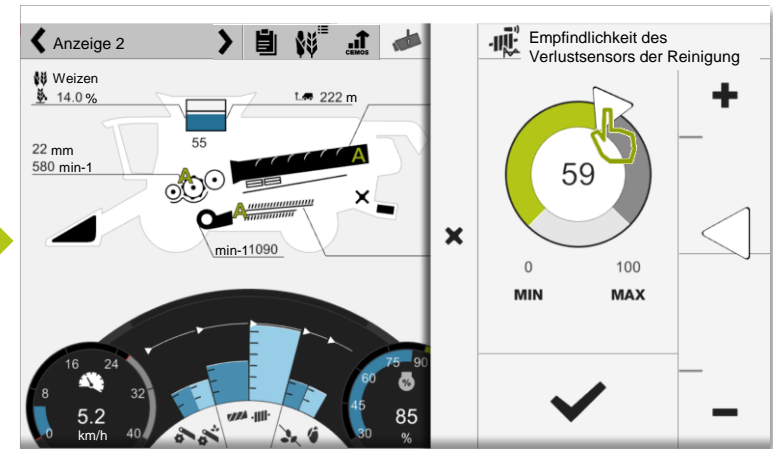 Anzeige 2
CEMOS
Empfindlichkeit des
Verlustsensors der Reinigung
Weizen
14.0 %
222 m
55
22 mm
580 min-1
A
A
A
min-11090
59
0
100
MIN
MAX
16
24
8
32
0
40
5.2
km/h
75
90
60
45
30
%
85
%